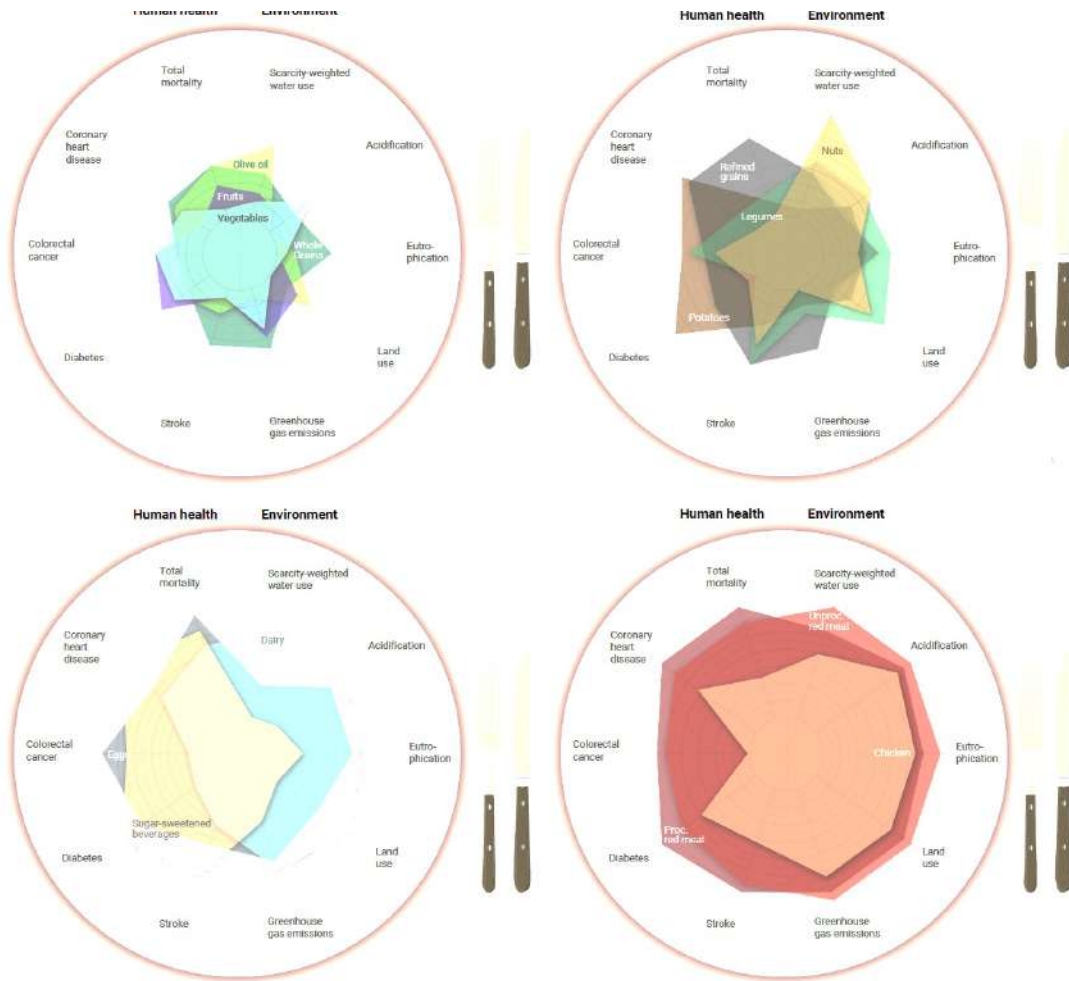 Human health Environment
Total
mortality
Scarcity-weighted
water use
Coronary
heart
disease
Acidification
Olive oil
Fruits
Vegetables
Colorectal
cancer
Whole
Grains
Eutro-
phication
Diabetes
Land
use
Stroke
Greenhouse
gas emissions
Human health Environment
Total
mortality
Scarcity-weighted
water use
Coronary
heart
disease
Acidification
Nuts
Refined
grains
Legumes
Colorectal
cancer
Eutro-
phication
Potatoes
Diabetes
Land
use
Stroke
Greenhouse
gas emissions
Human health Environment
Total
mortality
Scarcity-weighted
water use
Coronary
heart
disease
Dairy
Acidification
Colorectal
cancer
Eggs
Eutro-
phication
Sugar-sweetened
beverages
Diabetes
Land
use
Stroke
Greenhouse
gas emissions
Human health Environment
Total
mortality
Scarcity-weighted
water use
Unproc.
red meat
Coronary
heart
disease
Acidification
Colorectal
cancer
Chicken
Eutro-
phication
Proc.
red meat
Diabetes
Land
use
Stroke
Greenhouse
gas emissions